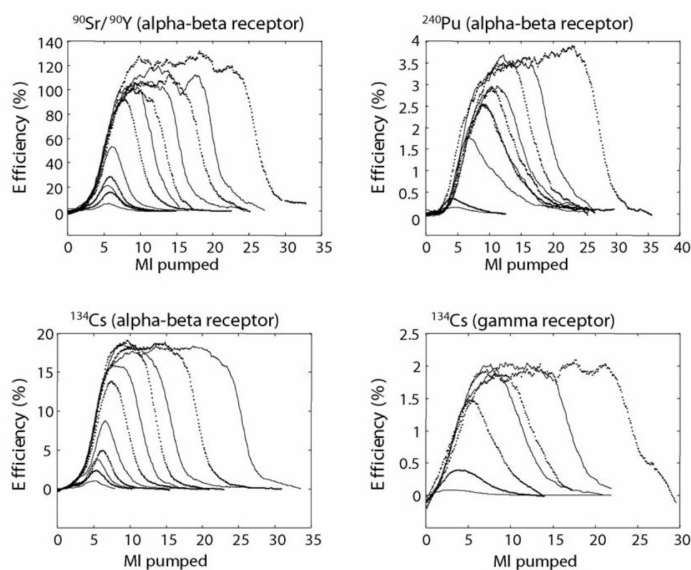 ⁹⁰Sr/⁹⁰Y (alpha-beta receptor)
Efficiency (%)
140
120
100
80
60
40
20
0
0 5 10 15 20 25 30 35
Ml pumped
²⁴⁰Pu (alpha-beta receptor)
Efficiency (%)
4
3.5
3
2.5
2
1.5
1
0.5
0
0 5 10 15 20 25 30 35 40
Ml pumped
¹³⁴Cs (alpha-beta receptor)
Efficiency (%)
20
15
10
5
0
0 5 10 15 20 25 30 35
Ml pumped
¹³⁴Cs (gamma receptor)
Efficiency (%)
2.5
2
1.5
1
0.5
0
0 5 10 15 20 25 30
Ml pumped